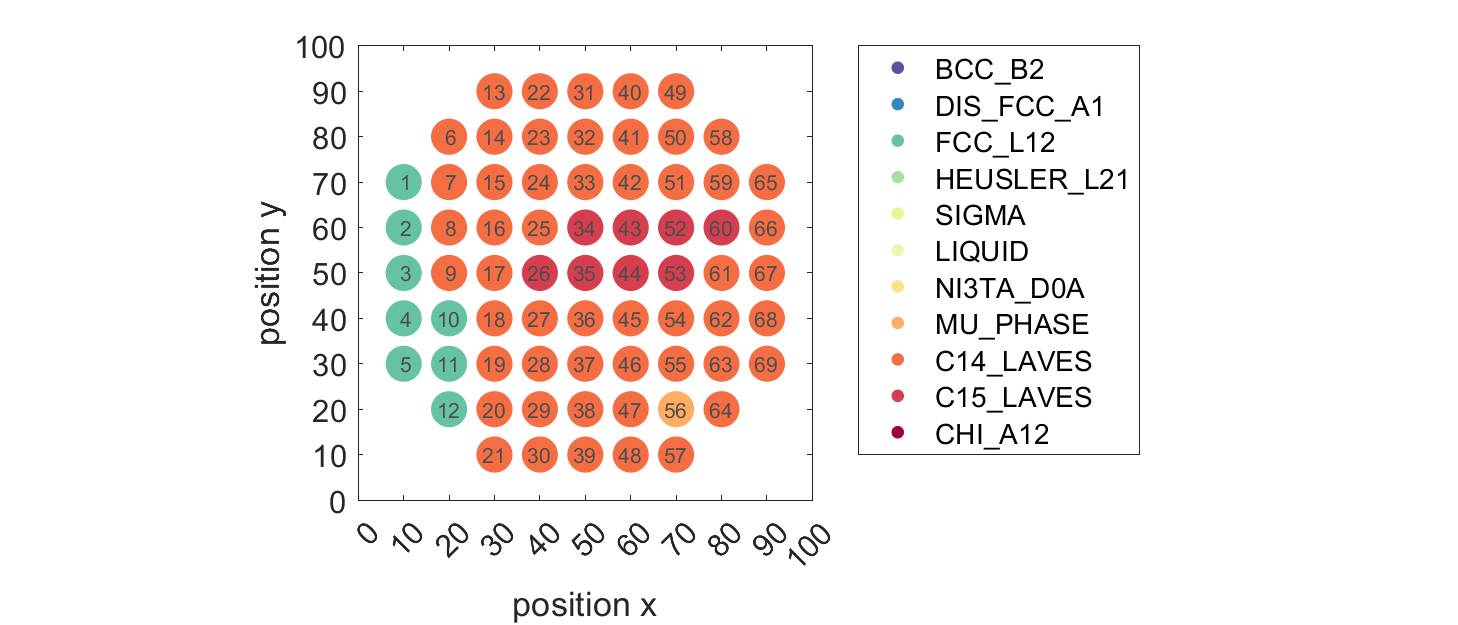 100
90 13 22 31 40 49
80 6 14 23 32 41 50 58
70 1 7 15 24 33 42 51 59 65
60 2 8 16 25 34 43 52 60 66
50 3 9 17 26 35 44 53 61 67
40 4 10 18 27 36 45 54 62 68
30 5 11 19 28 37 46 55 63 69
20 12 20 29 38 47 56 64
10 21 30 39 48 57
0
0 10 20 30 40 50 60 70 80 90 100
position x
position y
BCC_B2
DIS_FCC_A1
FCC_L12
HEUSLER_L21
SIGMA
LIQUID
NI3TA_D0A
MU_PHASE
C14_LAVES
C15_LAVES
CHI_A12